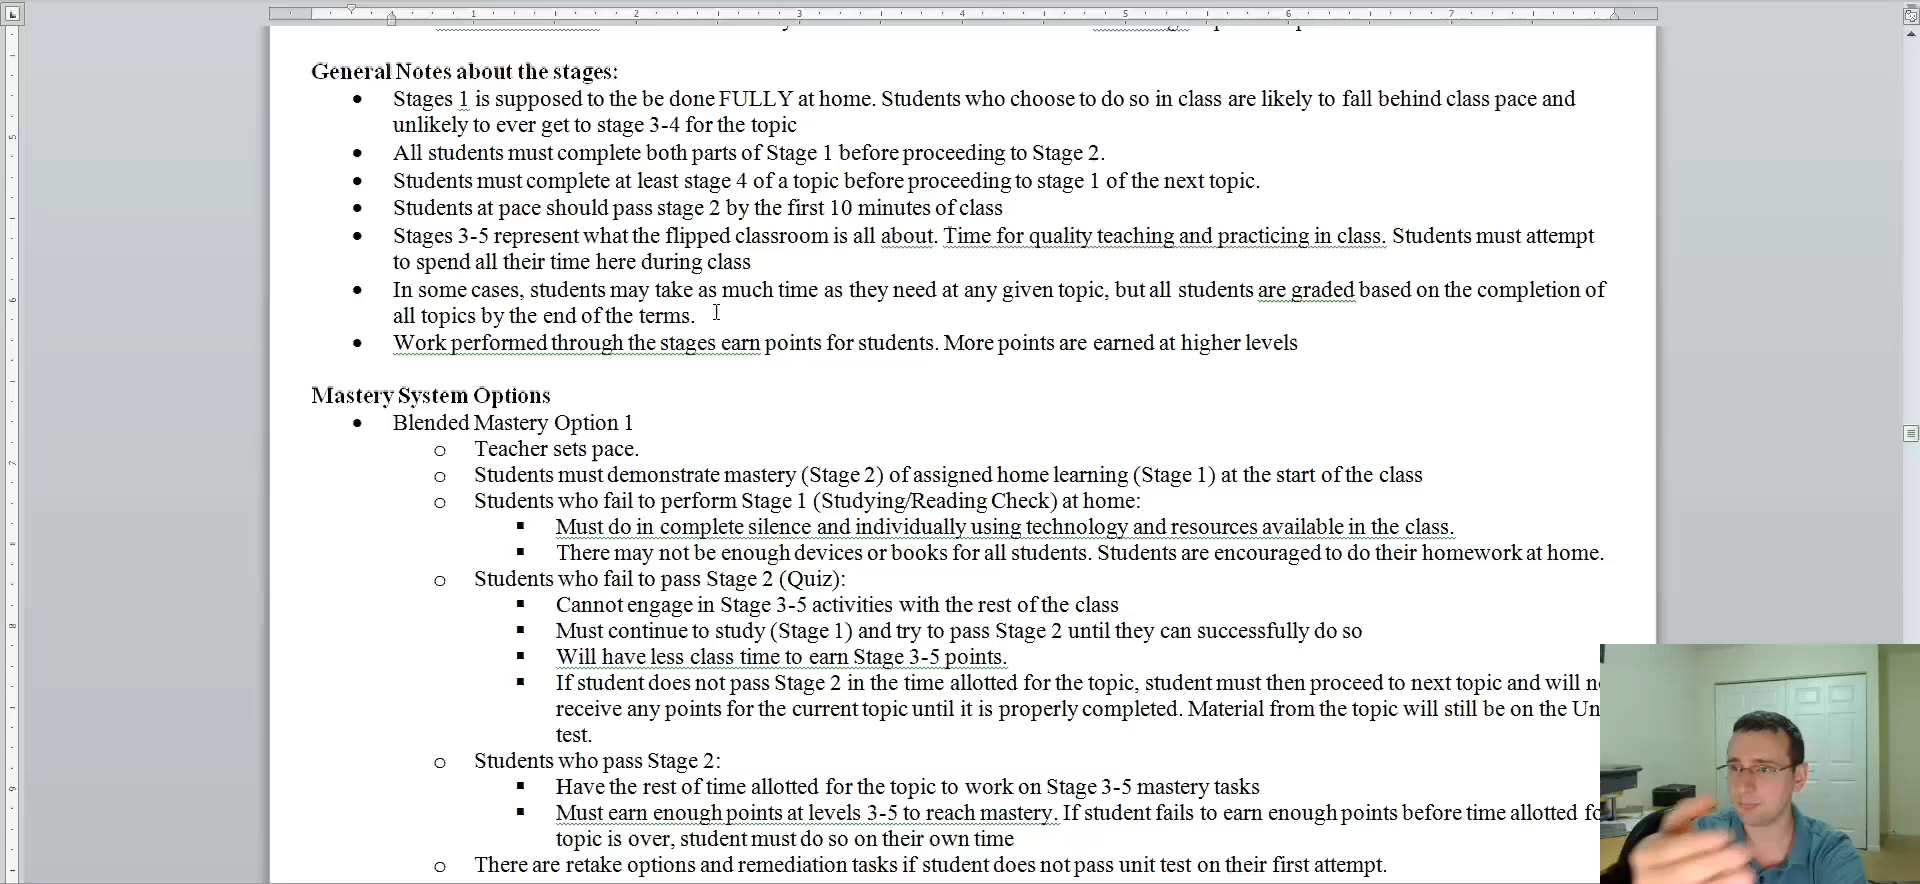 General Notes about the stages:
• Stages 1 is supposed to the be done FULLY at home. Students who choose to do so in class are likely to fall behind class pace and
unlikely to ever get to stage 3-4 for the topic
• All students must complete both parts of Stage 1 before proceeding to Stage 2.
• Students must complete at least stage 4 of a topic before proceeding to stage 1 of the next topic.
• Students at pace should pass stage 2 by the first 10 minutes of class
• Stages 3-5 represent what the flipped classroom is all about. Time for quality teaching and practicing in class. Students must attempt
to spend all their time here during class
• In some cases, students may take as much time as they need at any given topic, but all students are graded based on the completion of
all topics by the end of the terms.
• Work performed through the stages earn points for students. More points are earned at higher levels
Mastery System Options
• Blended Mastery Option 1
o Teacher sets pace.
o Students must demonstrate mastery (Stage 2) of assigned home learning (Stage 1) at the start of the class
o Students who fail to perform Stage 1 (Studying/Reading Check) at home:
▪ Must do in complete silence and individually using technology and resources available in the class.
▪ There may not be enough devices or books for all students. Students are encouraged to do their homework at home.
o Students who fail to pass Stage 2 (Quiz):
▪ Cannot engage in Stage 3-5 activities with the rest of the class
▪ Must continue to study (Stage 1) and try to pass Stage 2 until they can successfully do so
▪ Will have less class time to earn Stage 3-5 points.
▪ If student does not pass Stage 2 in the time allotted for the topic, student must then proceed to next topic and will
receive any points for the current topic until it is properly completed. Material from the topic will still be on the
test.
o Students who pass Stage 2:
▪ Have the rest of time allotted for the topic to work on Stage 3-5 mastery tasks
▪ Must earn enough points at levels 3-5 to reach mastery. If student fails to earn enough points before time allotted
topic is over, student must do so on their own time
o There are retake options and remediation tasks if student does not pass unit test on their first attempt.